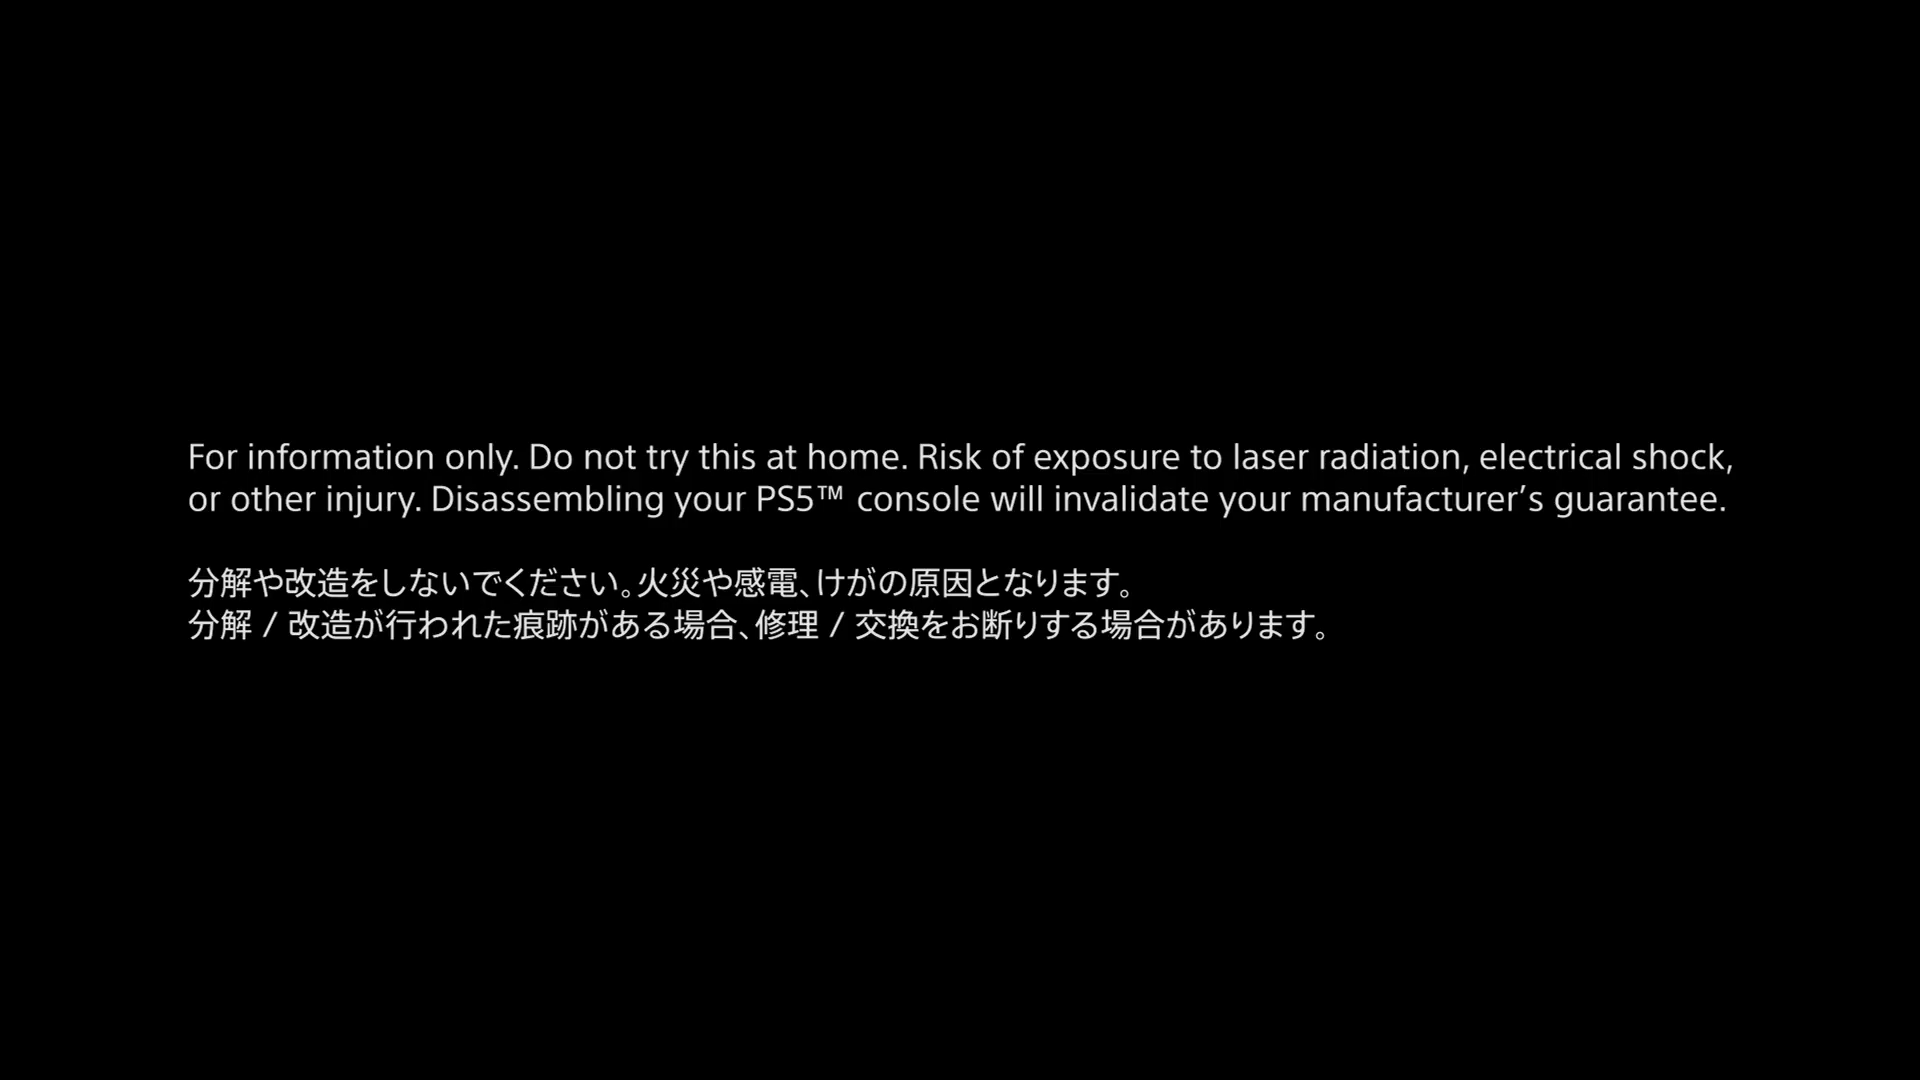 For information only. Do not try this at home. Risk of exposure to laser radiation, electrical shock,
or other injury. Disassembling your PS5™ console will invalidate your manufacturer’s guarantee.
分解や改造をしないでください。火災や感電、けがの原因となります。
分解 / 改造が行われた痕跡がある場合、修理 / 交換をお断りする場合があります。